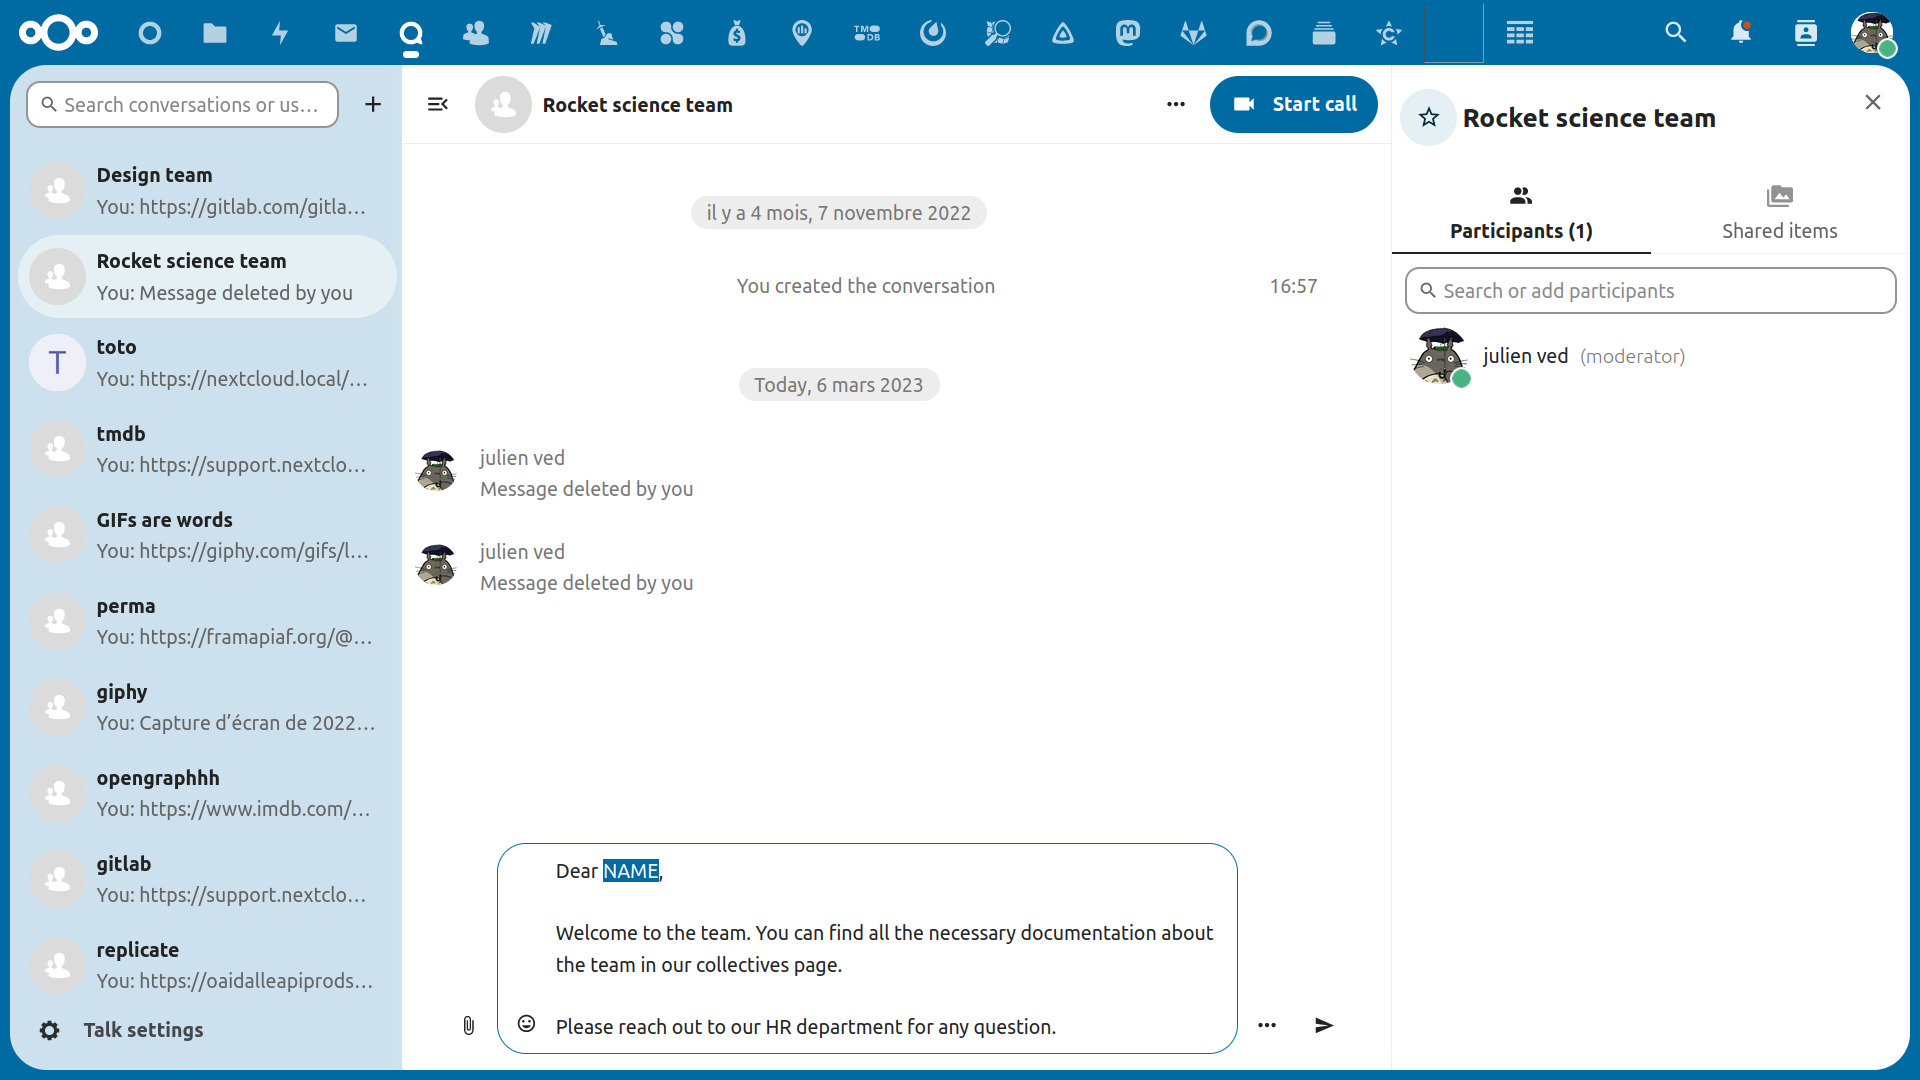 TM
DB
Search conversations or us...
Design team
You: https://gitlab.com/gitla...
Rocket science team
You: Message deleted by you
T
toto
You: https://nextcloud.local/...
tmdb
You: https://support.nextclo...
GIFs are words
You: https://giphy.com/gifs/l...
perma
You: https://framapiaf.org/@...
giphy
You: Capture d’écran de 2022...
opengraphhh
You: https://www.imdb.com/...
gitlab
You: https://support.nextclo...
replicate
You: https://oaidalleapiprods...
Talk settings
Rocket science team
Start call
il y a 4 mois, 7 novembre 2022
You created the conversation 16:57
Today, 6 mars 2023
julien ved
Message deleted by you
julien ved
Message deleted by you
Dear NAME,
Welcome to the team. You can find all the necessary documentation about
the team in our collectives page.
Please reach out to our HR department for any question.
Rocket science team
Participants (1)
Shared items
Search or add participants
julien ved (moderator)